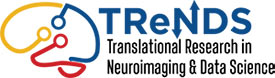 TReNDS
Translational Research in
Neuroimaging & Data Science